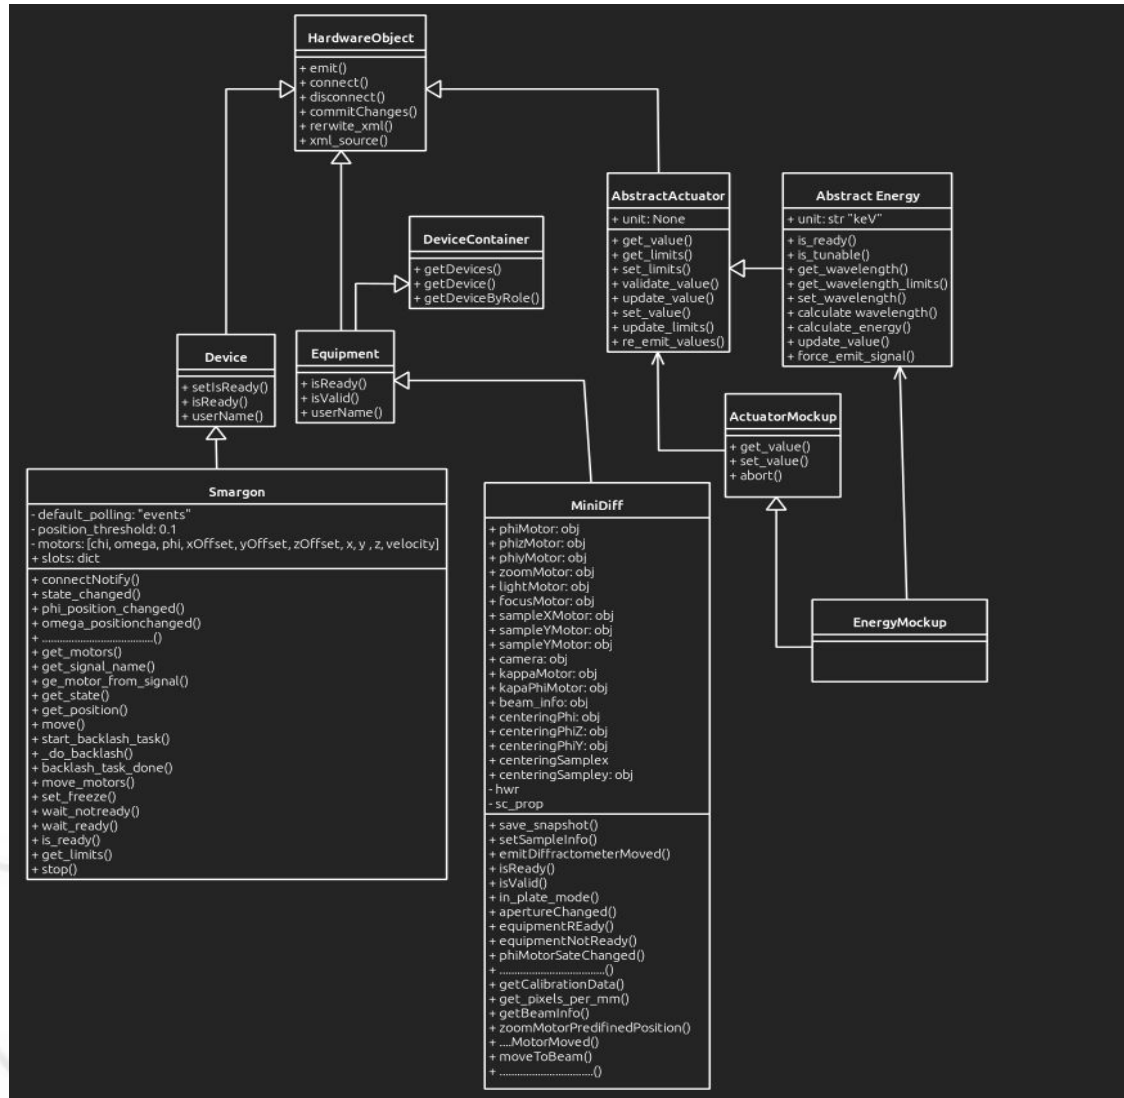 HardwareObject
+ emit()
+ connect()
+ disconnect()
+ commitChanges()
+ rerwite_xml()
+ xml_source()
AbstractActuator
+ unit: None
+ get_value()
+ get_limits()
+ set_limits()
+ validate_value()
+ update_value()
+ set_value()
+ update_limits()
+ re_emit_values()
Abstract Energy
+ unit: str "keV"
+ is_ready()
+ is_tunable()
+ get_wavelength()
+ get_wavelength_limits()
+ set_wavelength()
+ calculate wavelength()
+ calculate_energy()
+ update_value()
+ force_emit_signal()
DeviceContainer
+ getDevices()
+ getDevice()
+ getDeviceByRole()
Device
+ setIsReady()
+ isReady()
+ userName()
Equipment
+ isReady()
+ isValid()
+ userName()
ActuatorMockup
+ get_value()
+ set_value()
+ abort()
Smargon
- default_polling: "events"
- position_threshold: 0.1
- motors: [chi, omega, phi, xOffset, yOffset, zOffset, x, y , z, velocity]
+ slots: dict
+ connectNotify()
+ state_changed()
+ phi_position_changed()
+ omega_positionchanged()
+ ......................................()
+ get_motors()
+ get_signal_name()
+ ge_motor_from_signal()
+ get_state()
+ get_position()
+ move()
+ start_backlash_task()
+ _do_backlash()
+ backlash_task_done()
+ move_motors()
+ set_freeze()
+ wait_notready()
+ wait_ready()
+ is_ready()
+ get_limits()
+ stop()
MiniDiff
+ phiMotor: obj
+ phizMotor: obj
+ phiyMotor: obj
+ zoomMotor: obj
+ lightMotor: obj
+ focusMotor: obj
+ sampleXMotor: obj
+ sampleYMotor: obj
+ sampleYMotor: obj
+ camera: obj
+ kappaMotor: obj
+ kapaPhiMotor: obj
+ beam_info: obj
+ centeringPhi: obj
+ centeringPhiZ: obj
+ centeringPhiY: obj
+ centeringSamplex
+ centeringSampley: obj
- hwr
- sc_prop
+ save_snapshot()
+ setSampleInfo()
+ emitDiffractometerMoved()
+ isReady()
+ isValid()
+ in_plate_mode()
+ apertureChanged()
+ equipmentREady()
+ equipmentNotReady()
+ phiMotorSateChanged()
+ ....................................()
+ getCalibrationData()
+ get_pixels_per_mm()
+ getBeamInfo()
+ zoomMotorPredifinedPosition()
+ ....MotorMoved()
+ moveToBeam()
+ ................................()
EnergyMockup